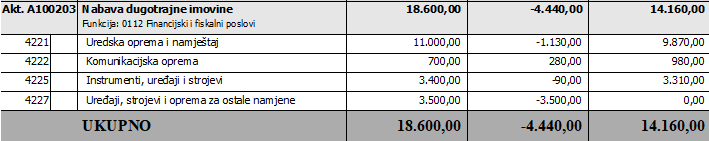 Akt. A100203 Nabava dugotrajne imovine 18.600,00 -4.440,00 14.160,00
Funkcija: 0112 Financijski i fiskalni poslovi
4221 Uredska oprema i namještaj 11.000,00 -1.130,00 9.870,00
4222 Komunikacijska oprema 700,00 280,00 980,00
4225 Instrumenti, uređaji i strojevi 3.400,00 -90,00 3.310,00
4227 Uređaji, strojevi i oprema za ostale namjene 3.500,00 -3.500,00 0,00
UKUPNO 18.600,00 -4.440,00 14.160,00